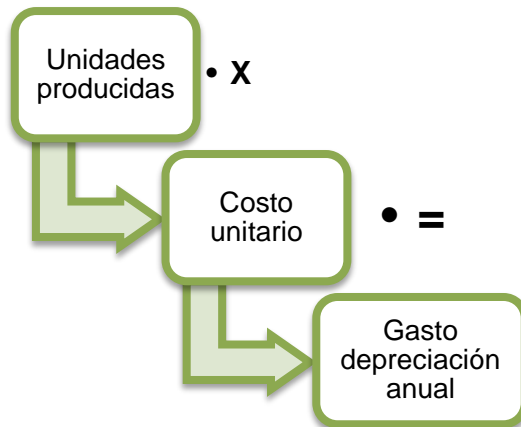 Unidades
producidas
• X
Costo
unitario
• =
Gasto
depreciación
anual